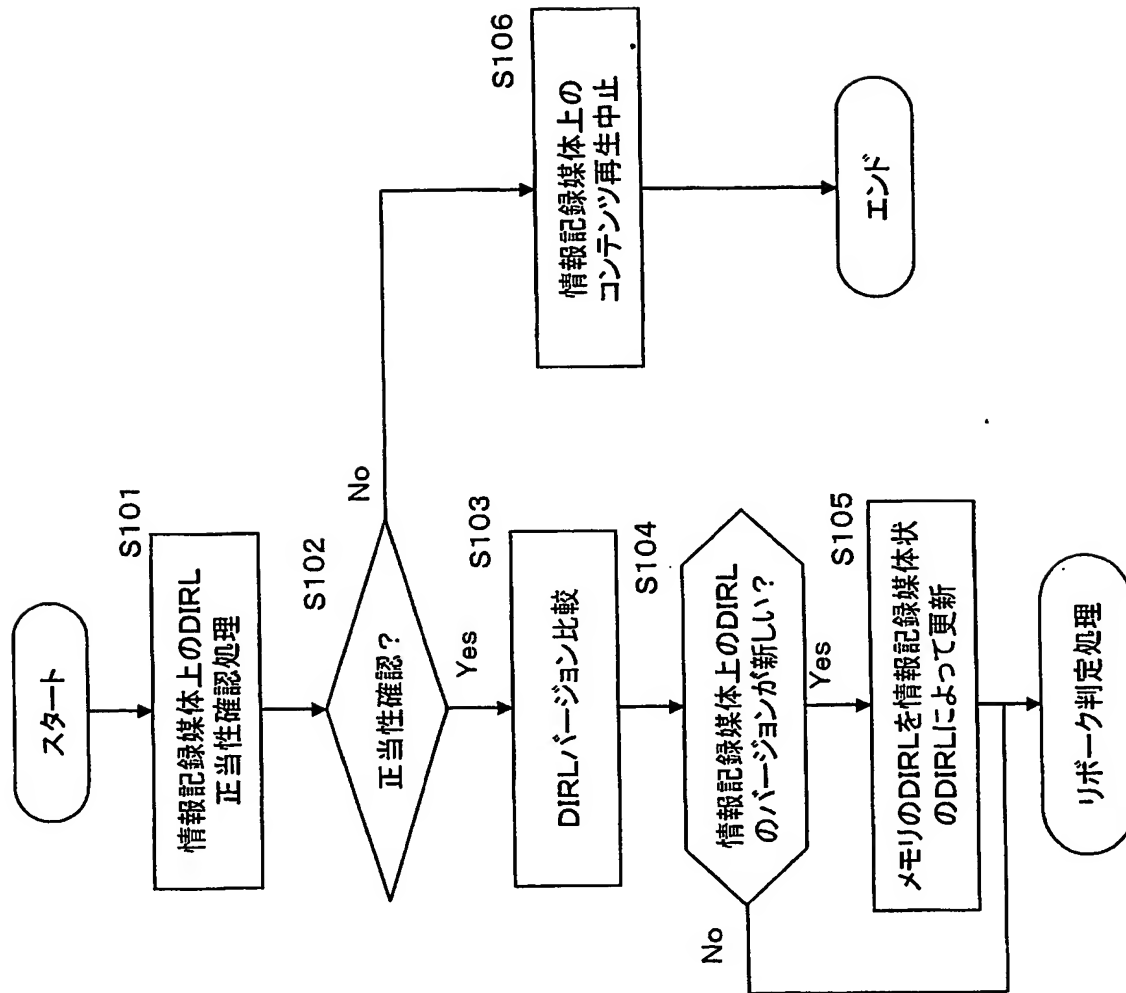 スタート
S101
情報記録媒体上のDIRL
正当性確認処理
S102
正当性確認?
No
Yes
S103
DIRLバージョン比較
S104
情報記録媒体上のDIRL
のバージョンが新しい?
No
Yes
S105
メモリのDIRLを情報記録媒体状
のDIRLによって更新
リボーク判定処理
S106
情報記録媒体上の
コンテンツ再生中止
エンド